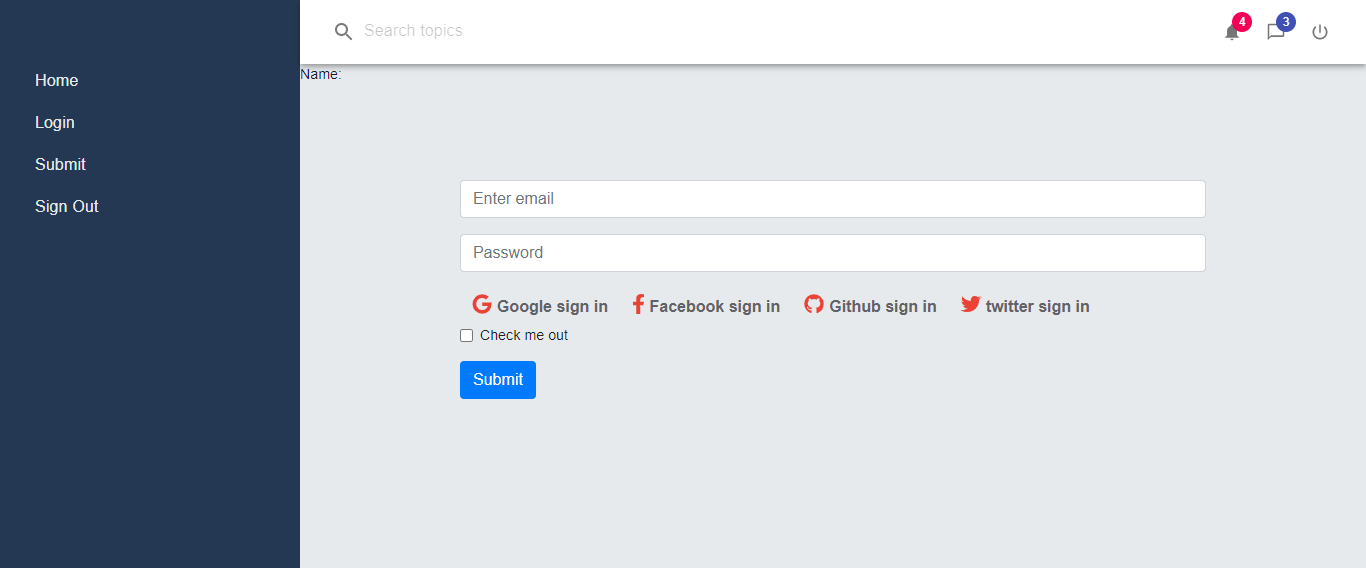 Home
Login
Submit
Sign Out
Search topics
4
3
Name:
Enter email
Password
Google sign in Facebook sign in Github sign in twitter sign in
Check me out
Submit